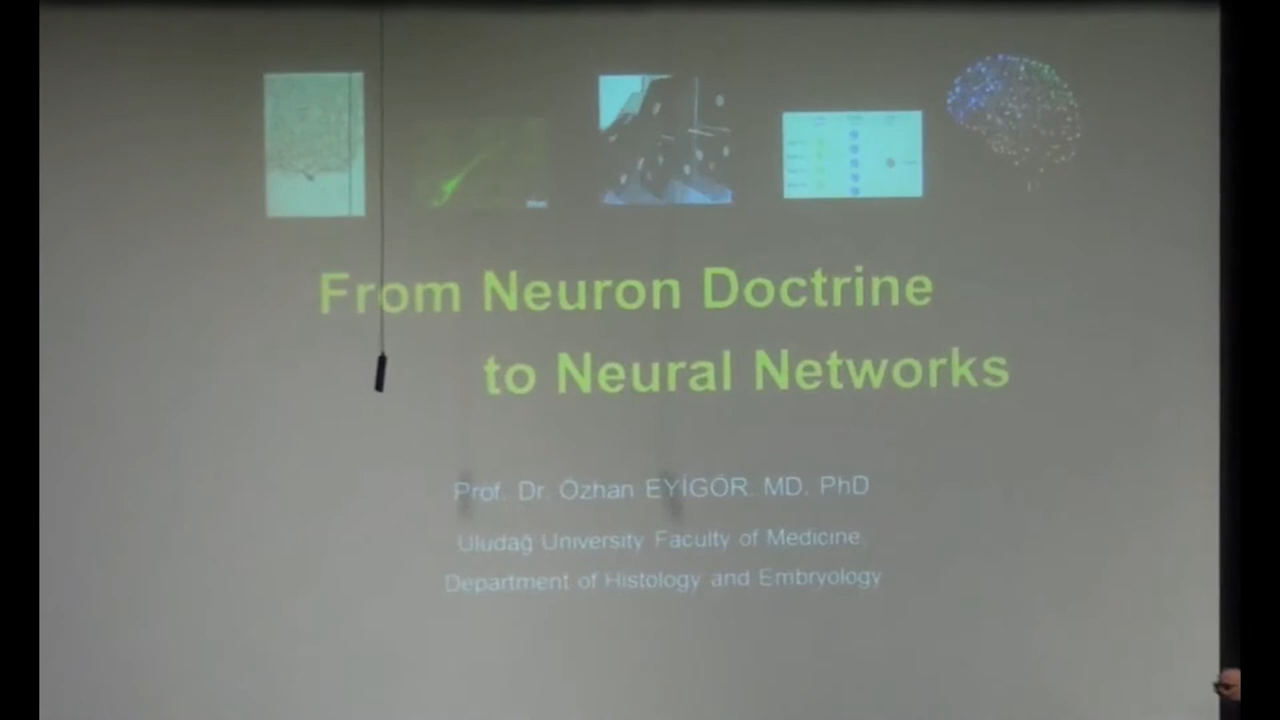 From Neuron Doctrine
to Neural Networks
Prof. Dr. Özhan EYİGÖR. MD. PhD
Uludağ University Faculty of Medicine.
Department of Histology and Embryology